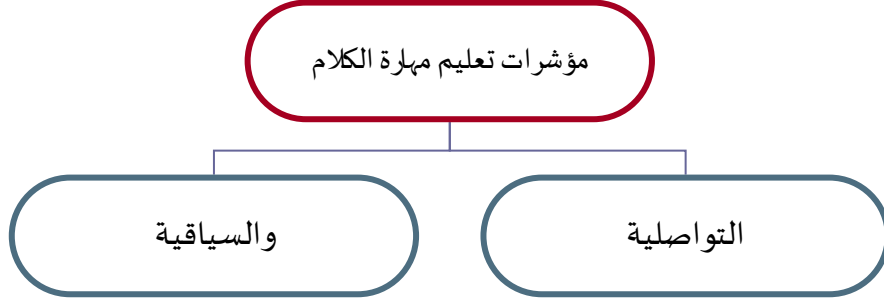 مؤشرات تعليم مهارة الكلام
التواصلية
والسياقية